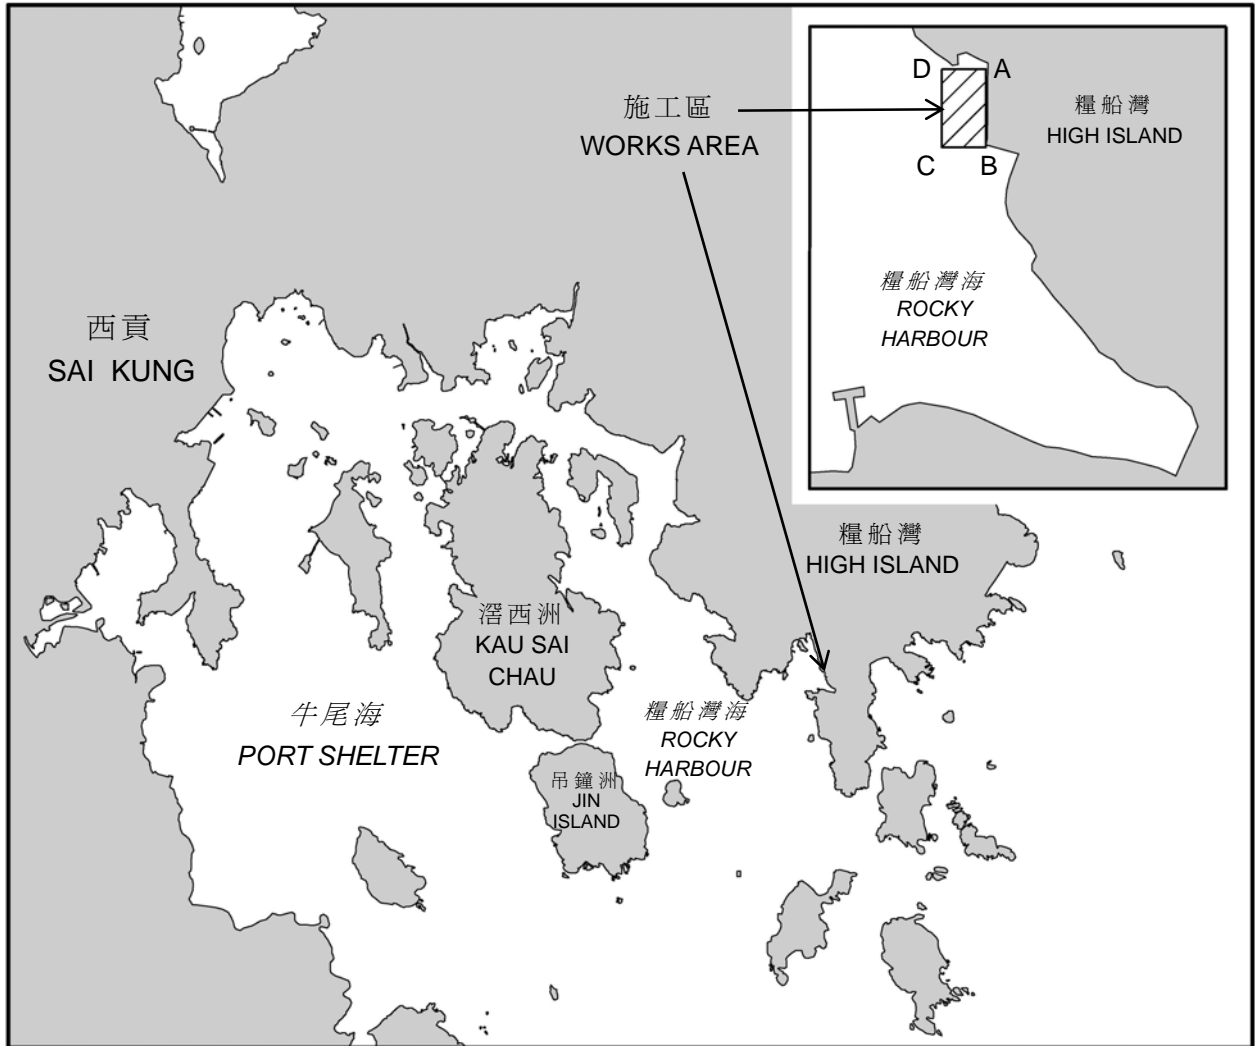 施工區
WORKS AREA
D
A
C
B
糧船灣
HIGH ISLAND
糧船灣海
ROCKY
HARBOUR
西貢
SAI KUNG
糧船灣
HIGH ISLAND
滘西洲
KAU SAI
CHAU
牛尾海
PORT SHELTER
糧船灣海
ROCKY
HARBOUR
吊鐘洲
JIN
ISLAND